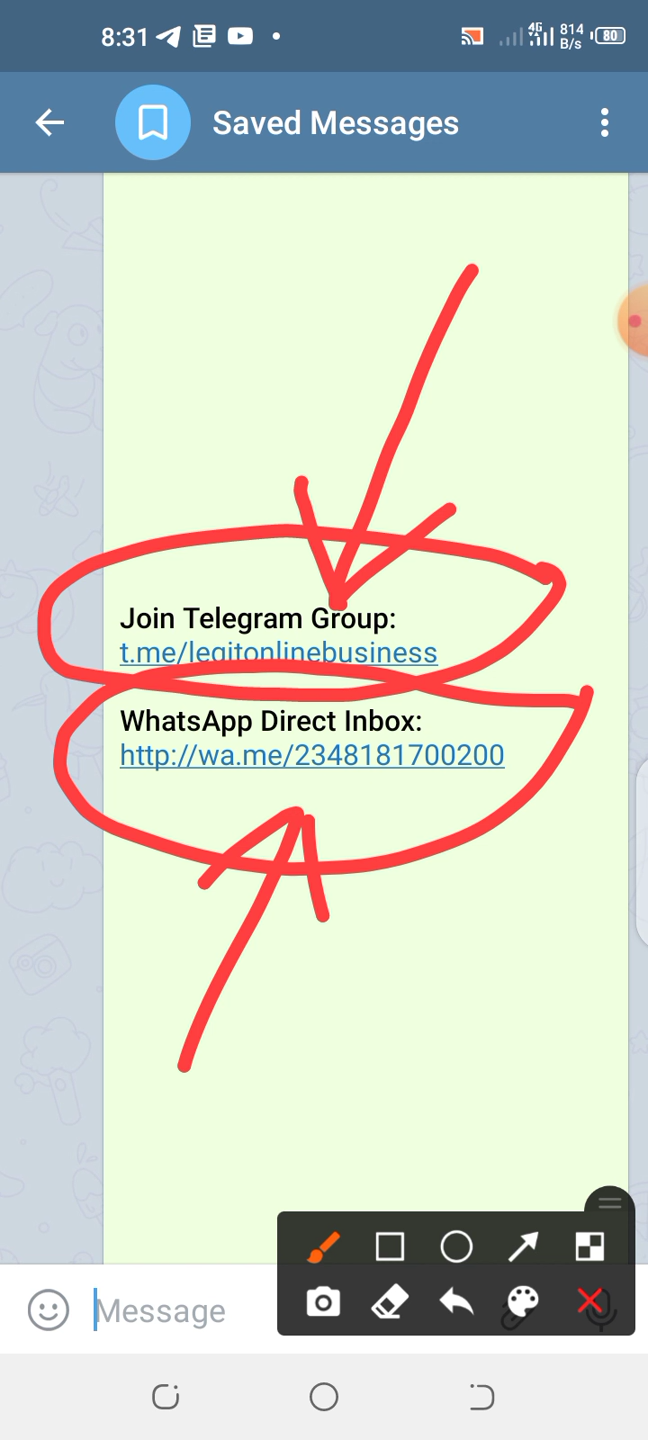 8:31
4G
814
B/s
80
Saved Messages
Join Telegram Group:
t.me/legitonlinebusiness
WhatsApp Direct Inbox:
http://wa.me/2348181700200
Message